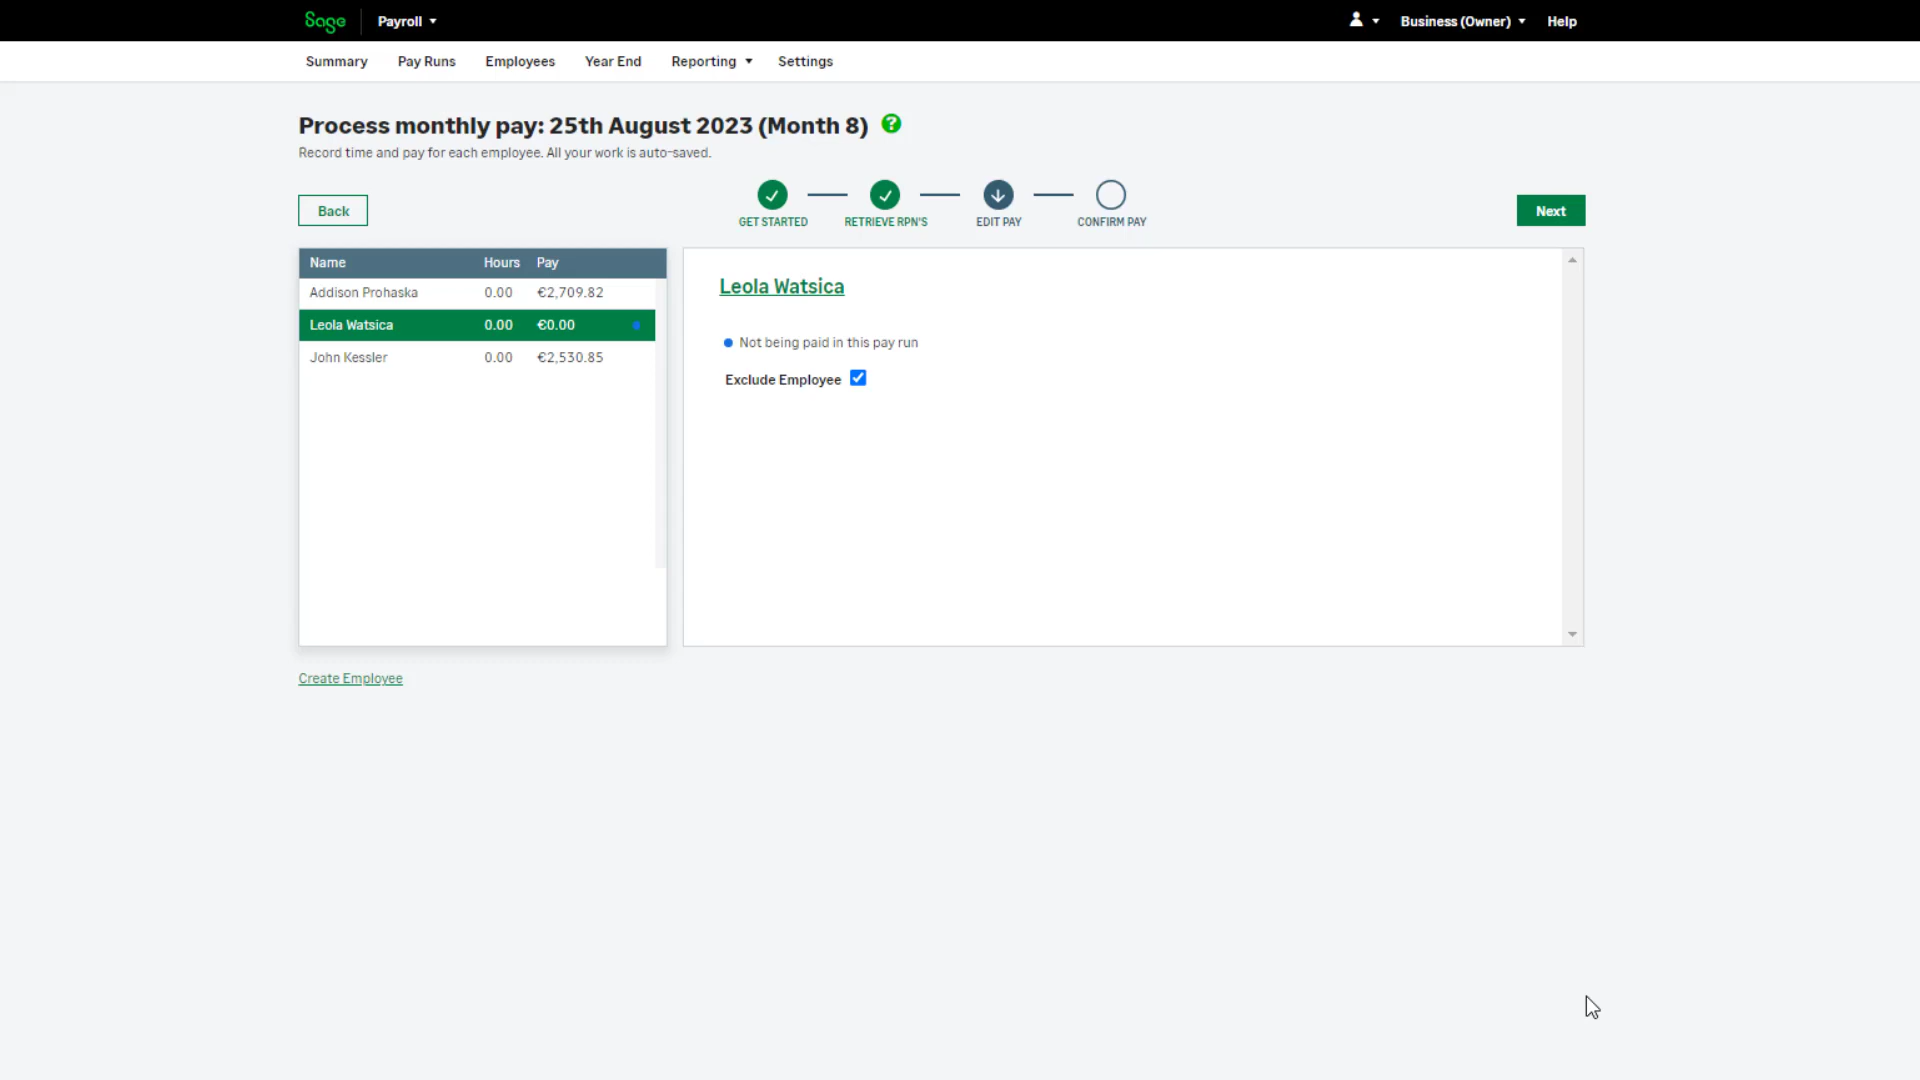 Sage Payroll Business (Owner) Help
Summary Pay Runs Employees Year End Reporting Settings
Process monthly pay: 25th August 2023 (Month 8) ?
Record time and pay for each employee. All your work is auto-saved.
Back
GET STARTED RETRIEVE RPN'S EDIT PAY CONFIRM PAY
Next
Name Hours Pay
Addison Prohaska 0.00 €2,709.82
Leola Watsica 0.00 €0.00
John Kessler 0.00 €2,530.85
Leola Watsica
Not being paid in this pay run
Exclude Employee
Create Employee